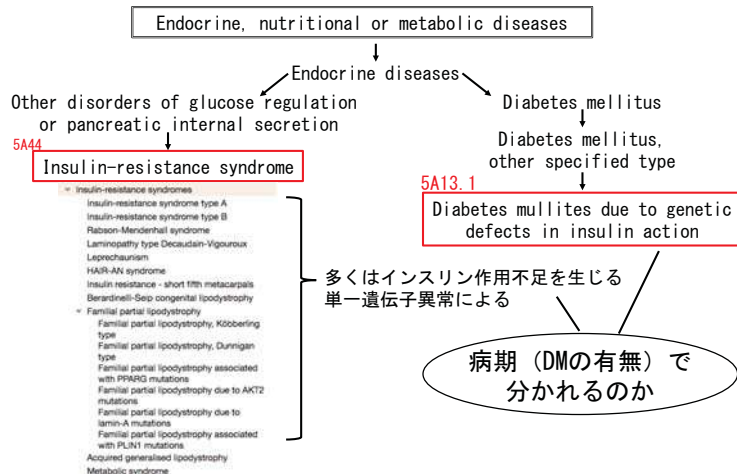 Endocrine, nutritional or metabolic diseases
Endocrine diseases
Other disorders of glucose regulation
or pancreatic internal secretion
5A44
Insulin-resistance syndrome
Insulin-resistance syndromes
Insulin-resistance syndrome type A
Insulin-resistance syndrome type B
Rabson-Mendenhall syndrome
Laminopathy type Decaudain-Vigouroux
Leprechaunism
HAIR-AN syndrome
Insulin resistance - short fifth metacarpals
Berardinelli-Seip congenital lipodystrophy
Familial partial lipodystrophy
Familial partial lipodystrophy, Köbberling
type
Familial partial lipodystrophy, Dunnigan
type
Familial partial lipodystrophy associated
with PPARG mutations
Familial partial lipodystrophy due to AKT2
mutations
Familial partial lipodystrophy due to
lamin-A mutations
Familial partial lipodystrophy associated
with PLIN1 mutations
Acquired generalised lipodystrophy
Metabolic syndrome
Diabetes mellitus
Diabetes mellitus,
other specified type
5A13.1
Diabetes mullites due to genetic
defects in insulin action
多くはインスリン作用不足を生じる
単一遺伝子異常による
病期（DMの有無）で
分かれるのか